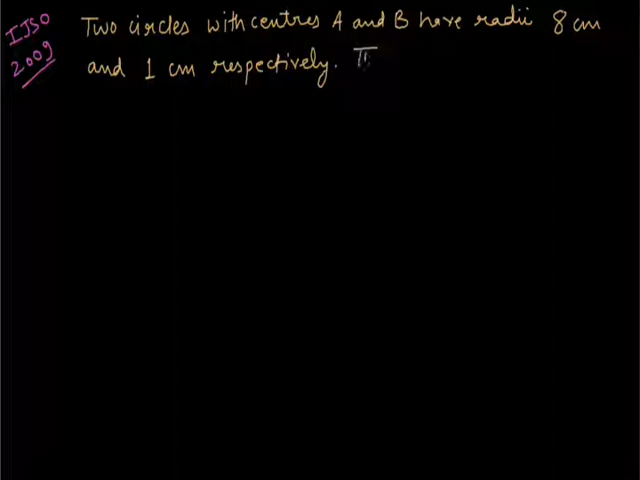 IJSO Two circles with centres A and B have radii 8 cm
2009 and 1 cm respectively.